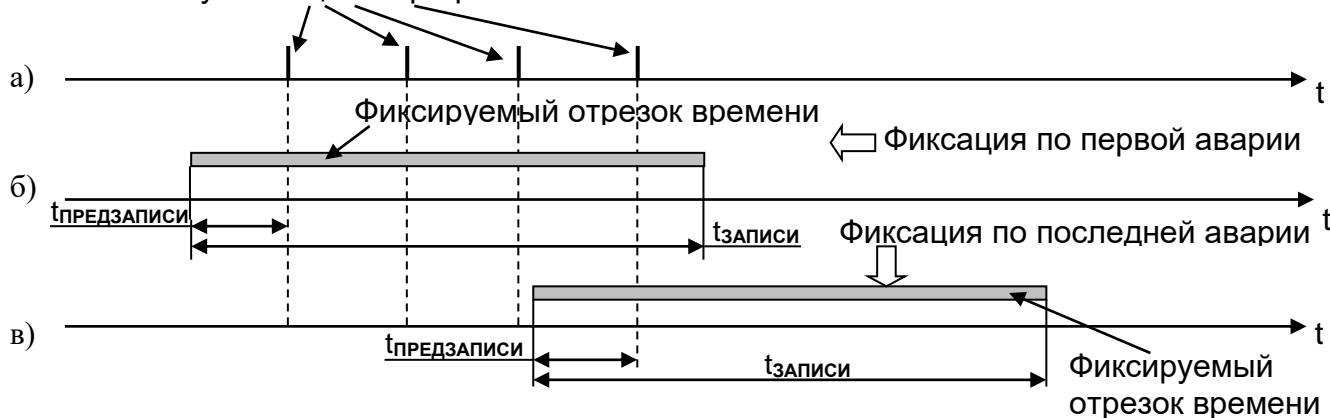 а)
t
Фиксируемый отрезок времени
Фиксация по первой аварии
б)
tПРЕДЗАПИСИ
t
tЗАПИСИ
Фиксация по последней аварии
в)
t
tПРЕДЗАПИСИ
tЗАПИСИ
Фиксируемый
отрезок времени